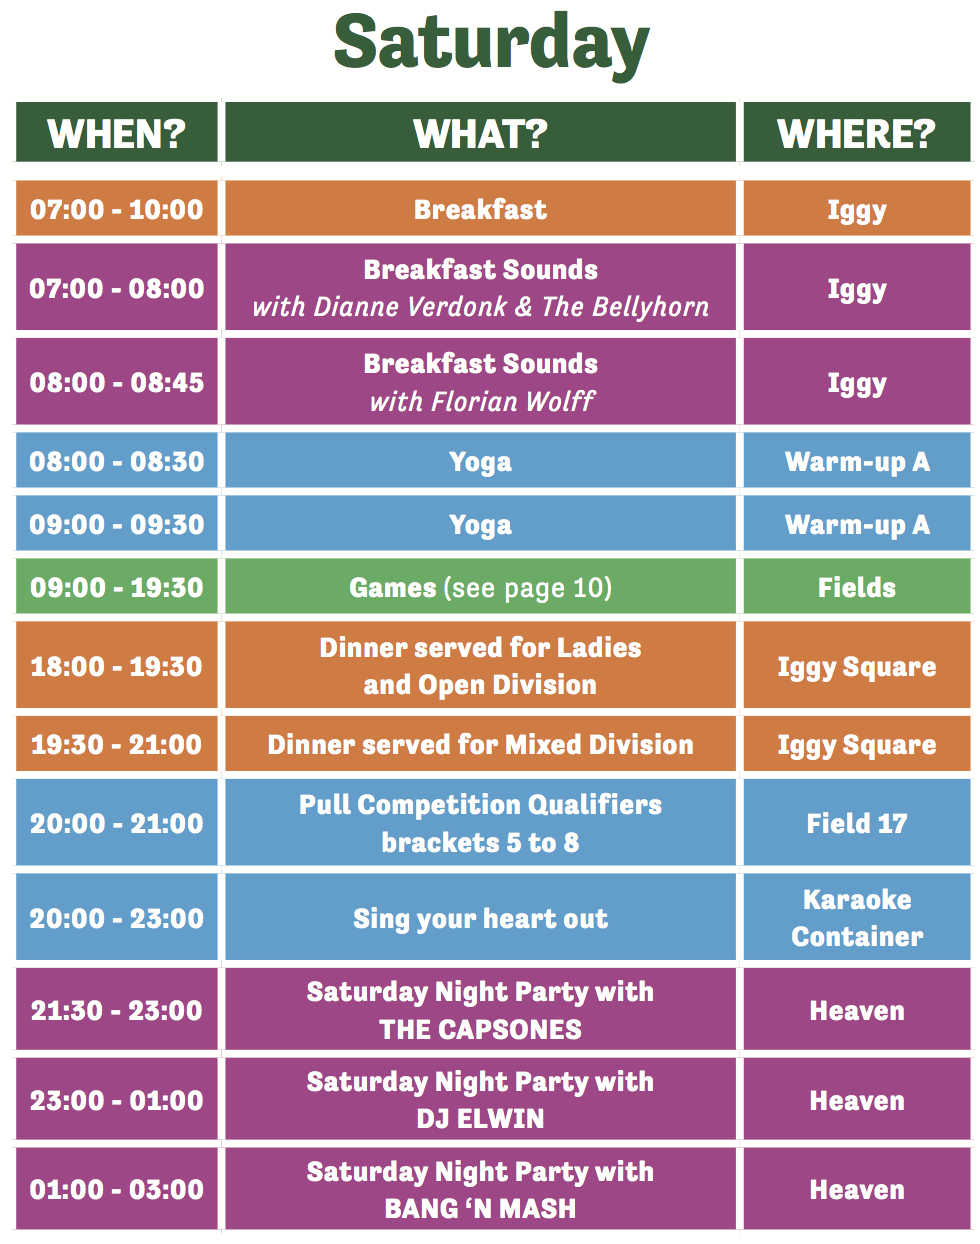 Saturday
WHEN? WHAT? WHERE?
07:00 - 10:00 Breakfast Iggy
07:00 - 08:00 Breakfast Sounds Iggy
with Dianne Verdonk & The Bellyhorn
08:00 - 08:45 Breakfast Sounds Iggy
with Florian Wolff
08:00 - 08:30 Yoga Warm-up A
09:00 - 09:30 Yoga Warm-up A
09:00 - 19:30 Games (see page 10) Fields
18:00 - 19:30 Dinner served for Ladies Iggy Square
and Open Division
19:30 - 21:00 Dinner served for Mixed Division Iggy Square
20:00 - 21:00 Pull Competition Qualifiers Field 17
brackets 5 to 8
20:00 - 23:00 Sing your heart out Karaoke
Container
21:30 - 23:00 Saturday Night Party with Heaven
THE CAPSONES
23:00 - 01:00 Saturday Night Party with Heaven
DJ ELWIN
01:00 - 03:00 Saturday Night Party with Heaven
BANG ‘N MASH